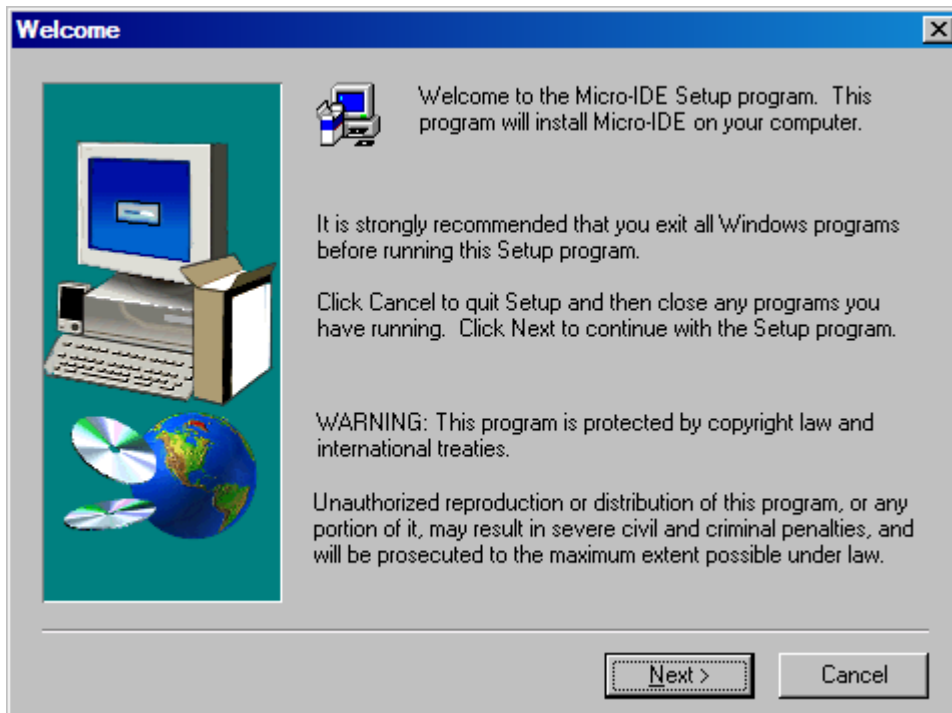 Welcome
Welcome to the Micro-IDE Setup program.  This
program will install Micro-IDE on your computer.
It is strongly recommended that you exit all Windows programs
before running this Setup program.
Click Cancel to quit Setup and then close any programs you
have running.  Click Next to continue with the Setup program.
WARNING: This program is protected by copyright law and
international treaties.
Unauthorized reproduction or distribution of this program, or any
portion of it, may result in severe civil and criminal penalties, and
will be prosecuted to the maximum extent possible under law.
Next >
Cancel